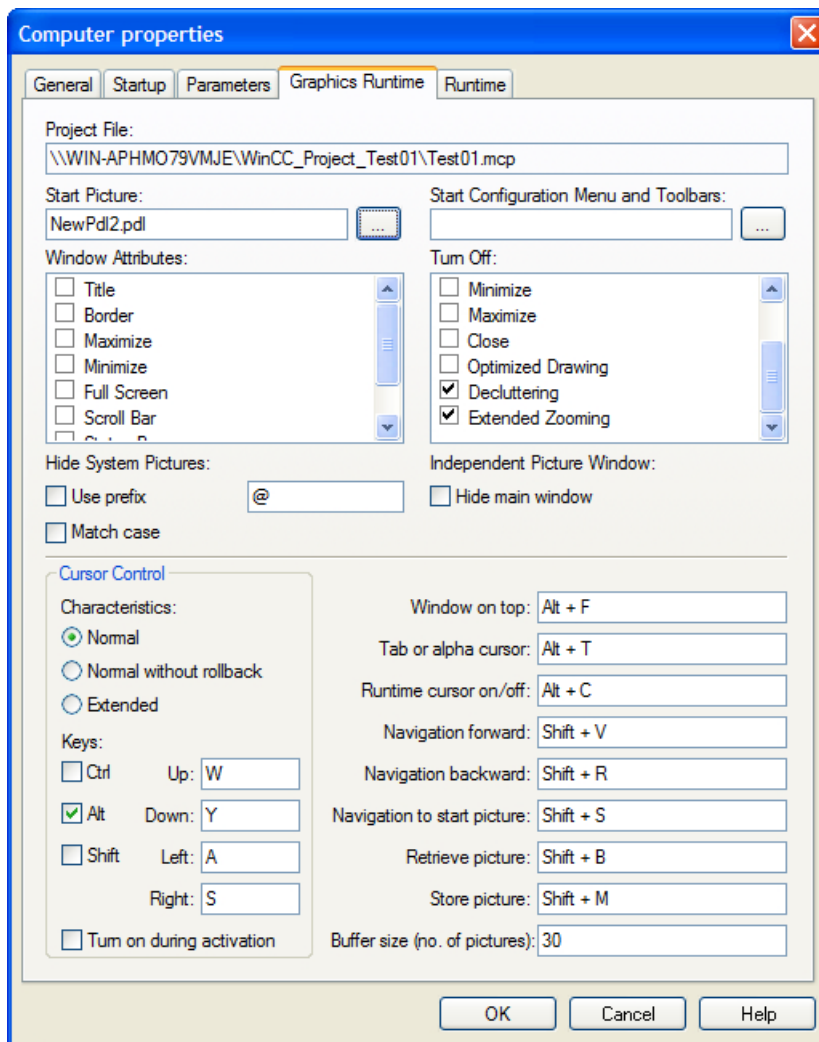 Computer properties
General Startup Parameters Graphics Runtime Runtime
Project File:
\\WIN-APHMO79VMJE\WinCC_Project_Test01\Test01.mcp
Start Picture: Start Configuration Menu and Toolbars:
NewPdl2.pdl ... ...
Window Attributes: Turn Off:
Title Minimize
Border Maximize
Maximize Close
Minimize Optimized Drawing
Full Screen Decluttering
Scroll Bar Extended Zooming
Hide System Pictures: Independent Picture Window:
Use prefix @ Hide main window
Match case
Cursor Control
Characteristics: Window on top: Alt + F
Normal Tab or alpha cursor: Alt + T
Normal without rollback Runtime cursor on/off: Alt + C
Extended Navigation forward: Shift + V
Keys:
Ctrl Up: W Navigation backward: Shift + R
Alt Down: Y Navigation to start picture: Shift + S
Shift Left: A Retrieve picture: Shift + B
Right: S Store picture: Shift + M
Turn on during activation Buffer size (no. of pictures): 30
OK Cancel Help